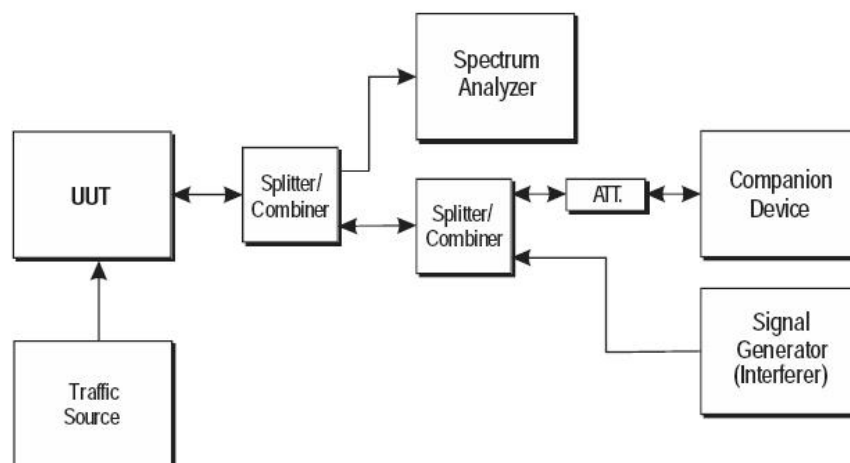 Spectrum
Analyzer
UUT
Splitter/
Combiner
Splitter/
Combiner
ATT.
Companion
Device
Signal
Generator
(Interferer)
Traffic
Source